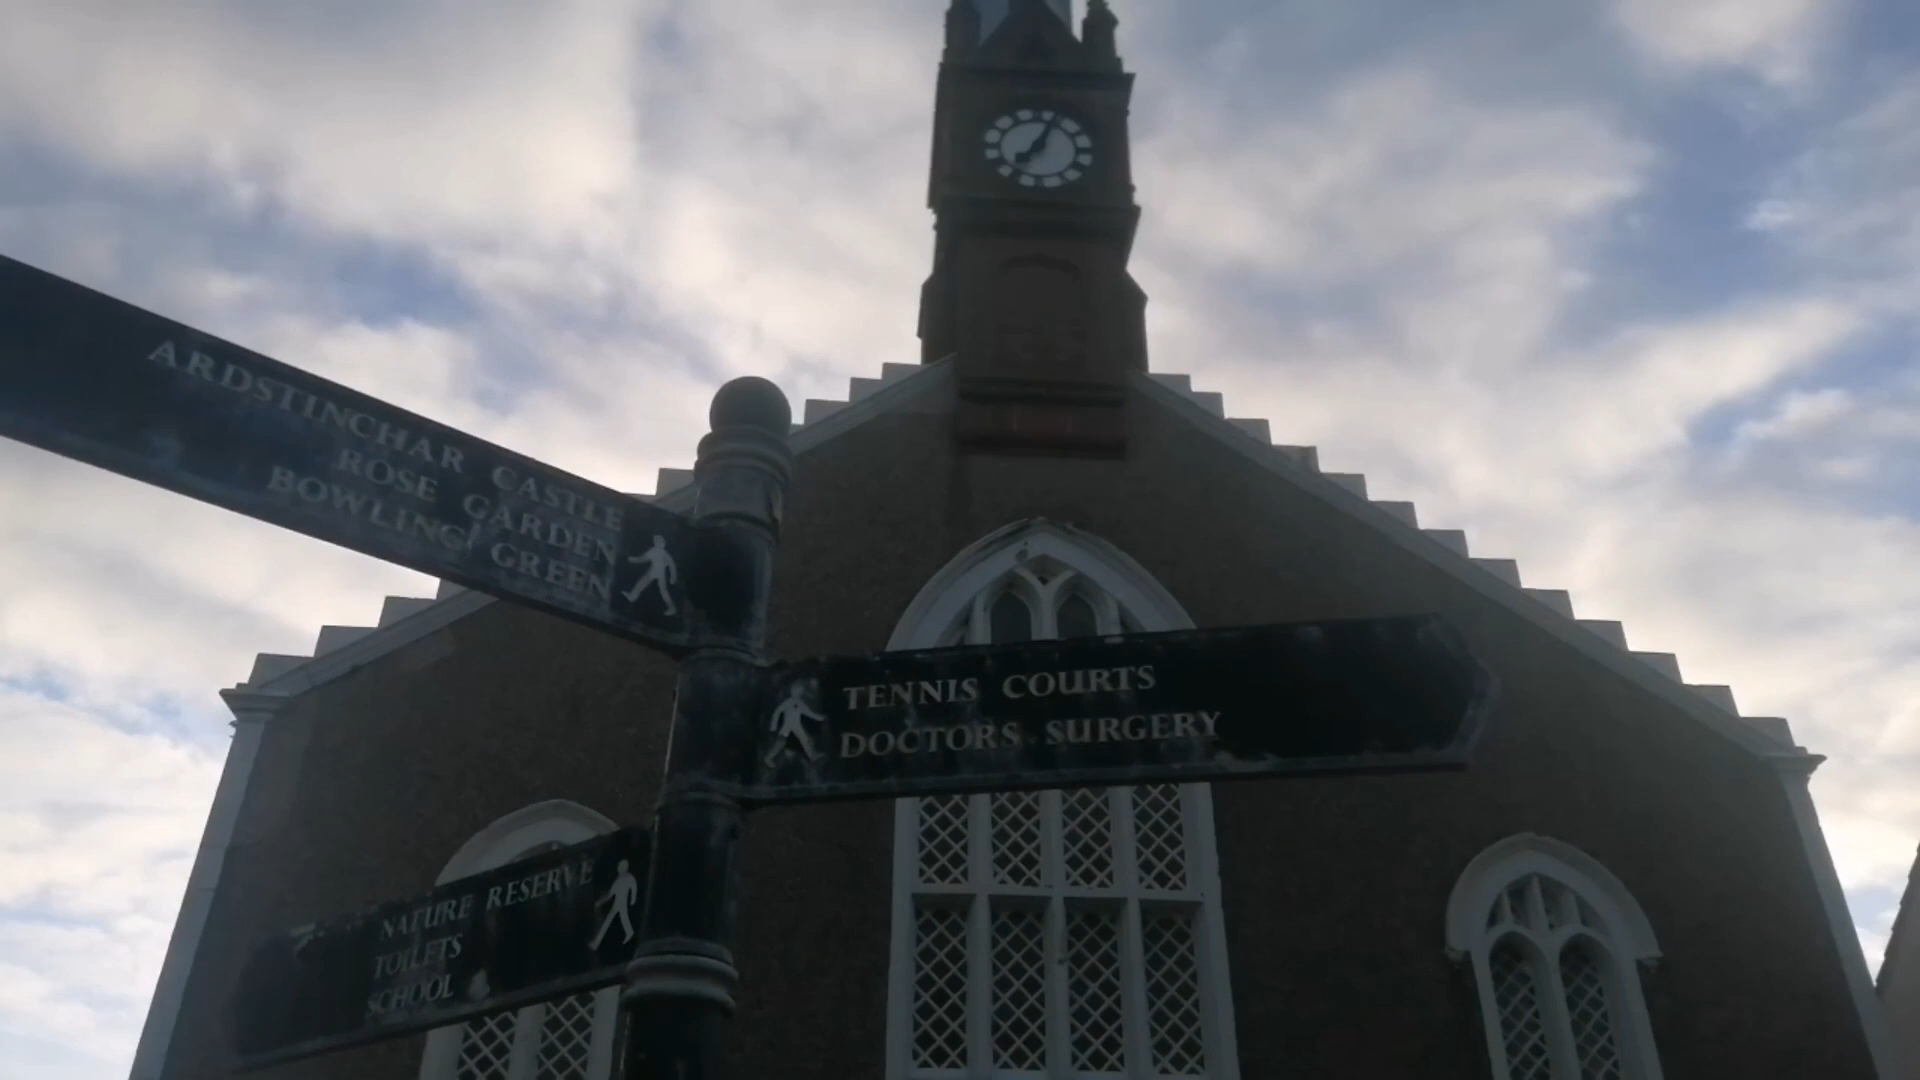 ARDSTINCHAR CASTLE
ROSE GARDEN
BOWLING GREEN
TENNIS COURTS
DOCTORS SURGERY
NATURE RESERVE
TOILETS
SCHOOL